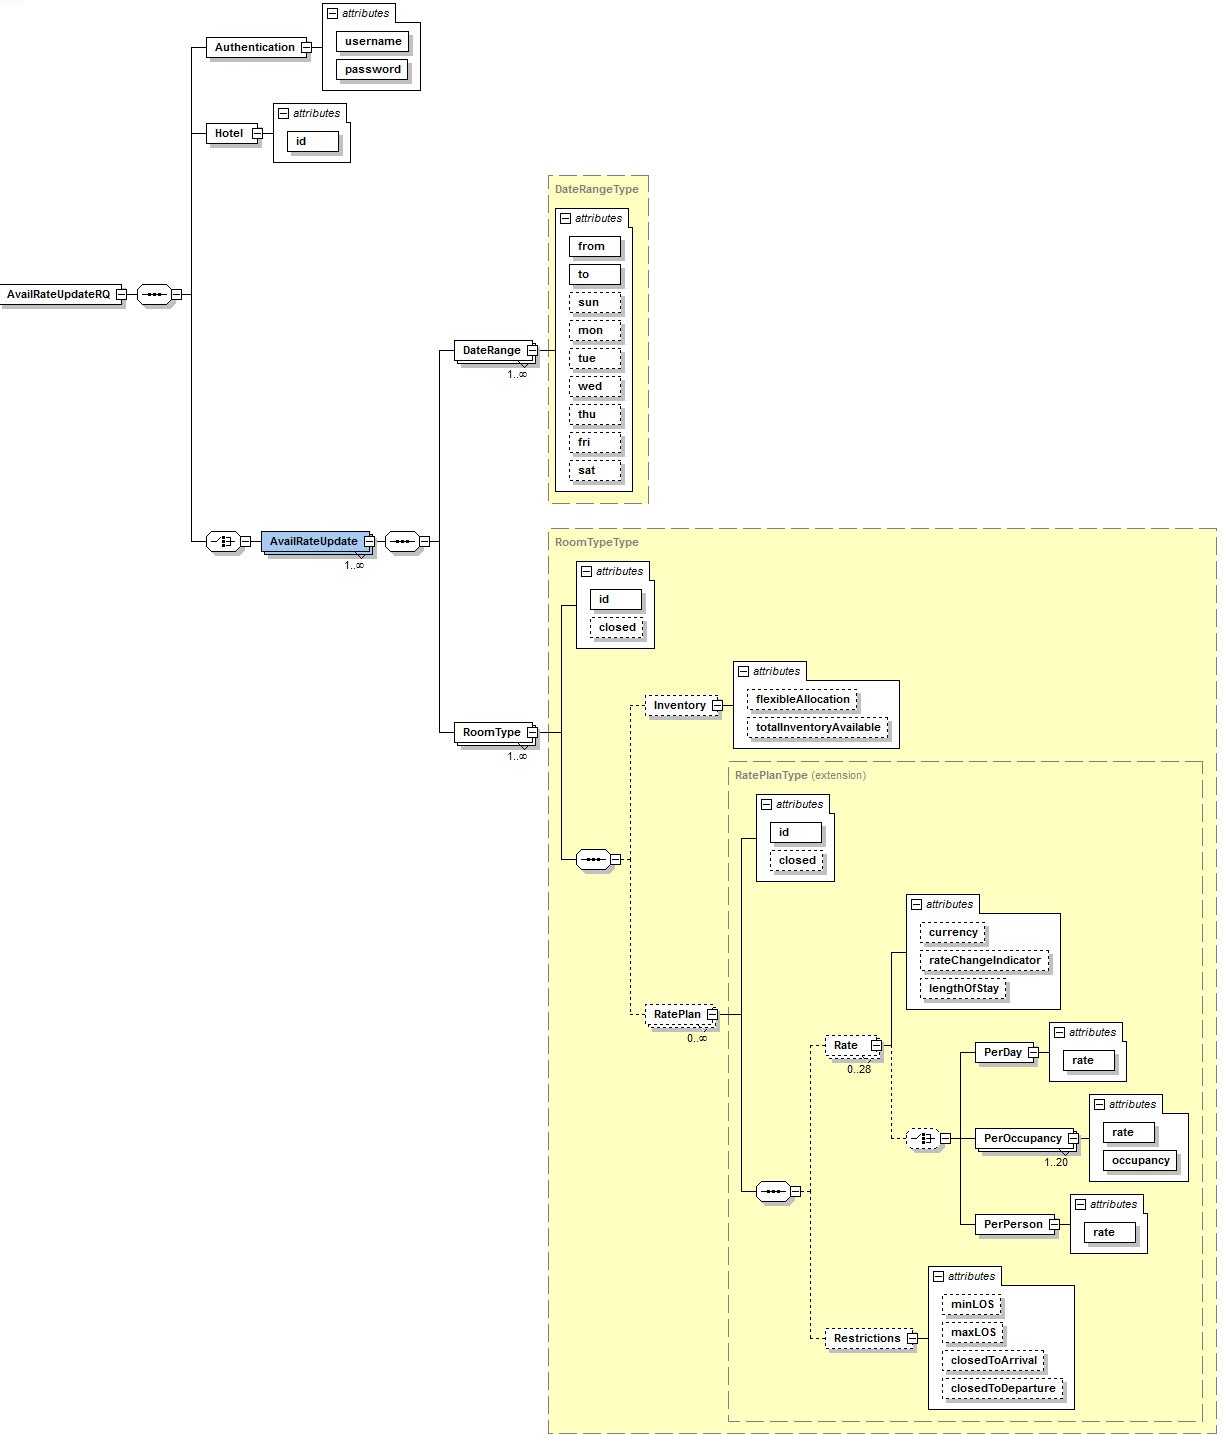 attributes
Authentication
username
password
attributes
Hotel
id
DateRangeType
attributes
from
to
AvailRateUpdateRQ
sun
mon
DateRange
tue
1..∞
wed
thu
fri
sat
AvailRateUpdate
1..∞
RoomTypeType
attributes
id
closed
attributes
Inventory
flexibleAllocation
totalInventoryAvailable
RoomType
1..∞
RatePlanType (extension)
attributes
id
closed
attributes
currency
rateChangeIndicator
lengthOfStay
RatePlan
0..∞
attributes
Rate
0..28
PerDay
rate
attributes
PerOccupancy
1..20
rate
occupancy
attributes
PerPerson
rate
attributes
minLOS
maxLOS
Restrictions
closedToArrival
closedToDeparture